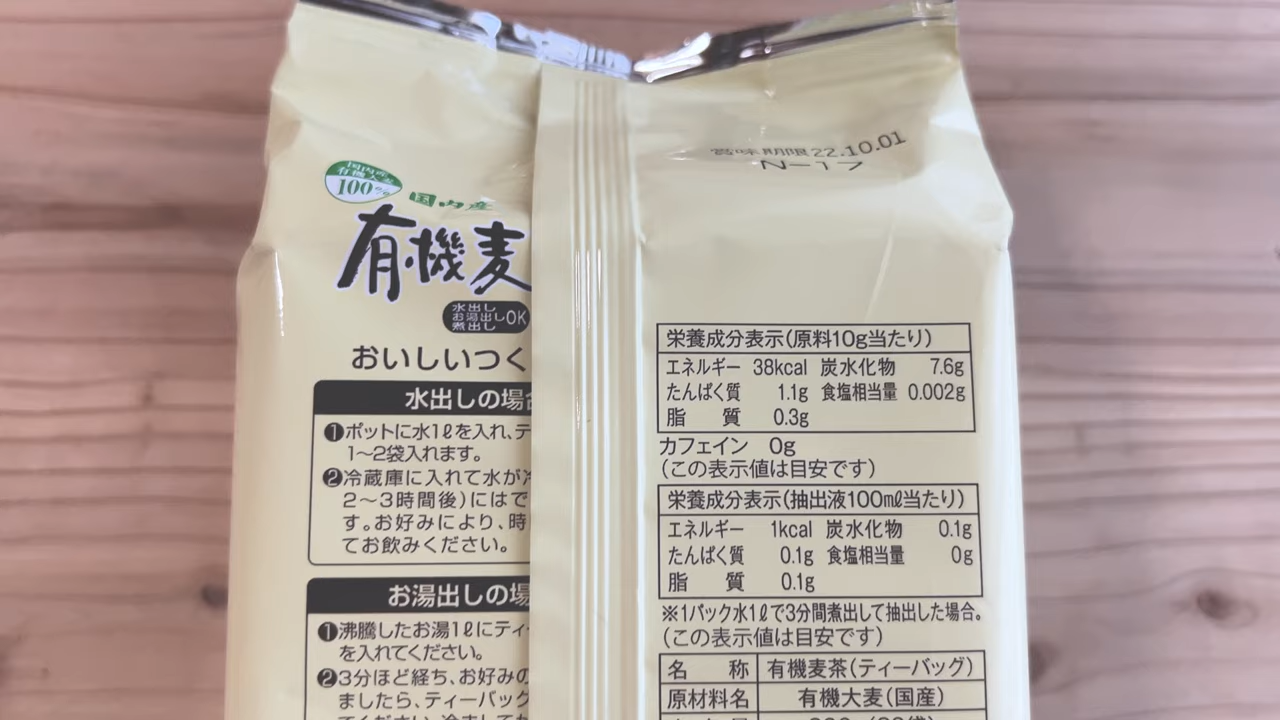 国内産
有機大麦
100%
国内産
有機麦
水出し
お湯出しOK
煮出し
おいしいつく
水出しの場合
❶ポットに水1ℓを入れ、テ
1〜2袋入れます。
❷冷蔵庫に入れて水が冷
2〜3時間後)にはで
す。お好みにより、時
てお飲みください。
お湯出しの場
❶沸騰したお湯1ℓにティ
を入れてください。
❷3分ほど経ち、お好みの
ましたら、ティーバッグ
賞味期限22.10.01
N-17
栄養成分表示(原料10g当たり)
エネルギー 38kcal 炭水化物 7.6g
たんぱく質 1.1g 食塩相当量 0.002g
脂 質 0.3g
カフェイン 0g
(この表示値は目安です)
栄養成分表示(抽出液100mℓ当たり)
エネルギー 1kcal 炭水化物 0.1g
たんぱく質 0.1g 食塩相当量 0g
脂 質 0.1g
※1パック水1ℓで3分間煮出して抽出した場合。
(この表示値は目安です)
名 称 有機麦茶(ティーバッグ)
原材料名 有機大麦(国産)